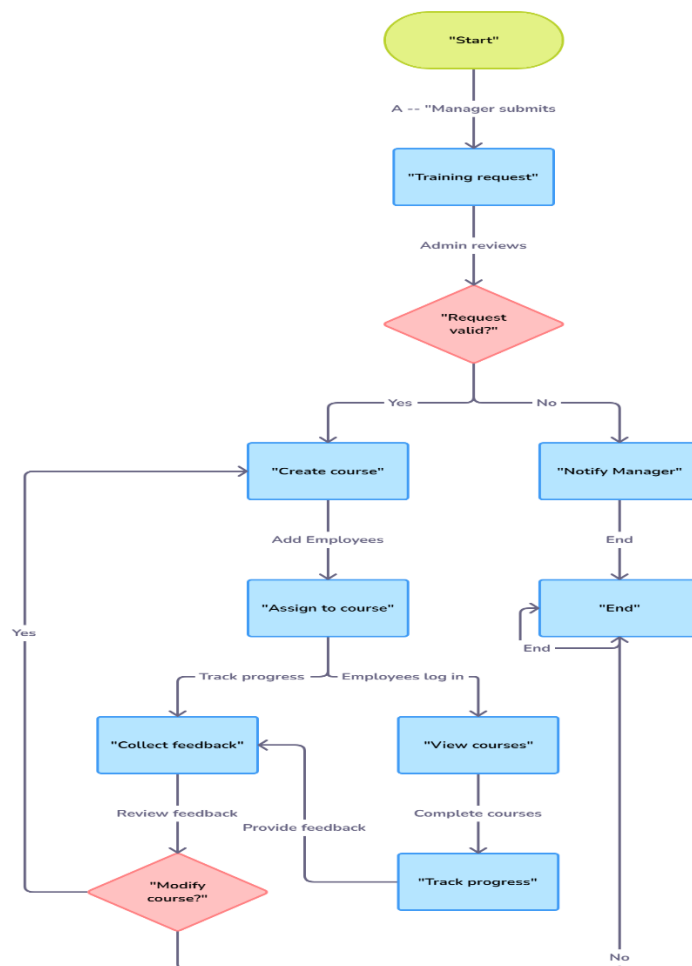 "Start"
A -- "Manager submits
"Training request"
Admin reviews
"Request
valid?"
Yes
No
"Create course"
"Notify Manager"
Add Employees
End
"Assign to course"
"End"
Yes
End
Track progress
Employees log in
"Collect feedback"
"View courses"
Review feedback
Complete courses
Provide feedback
"Modify
course?"
"Track progress"
No